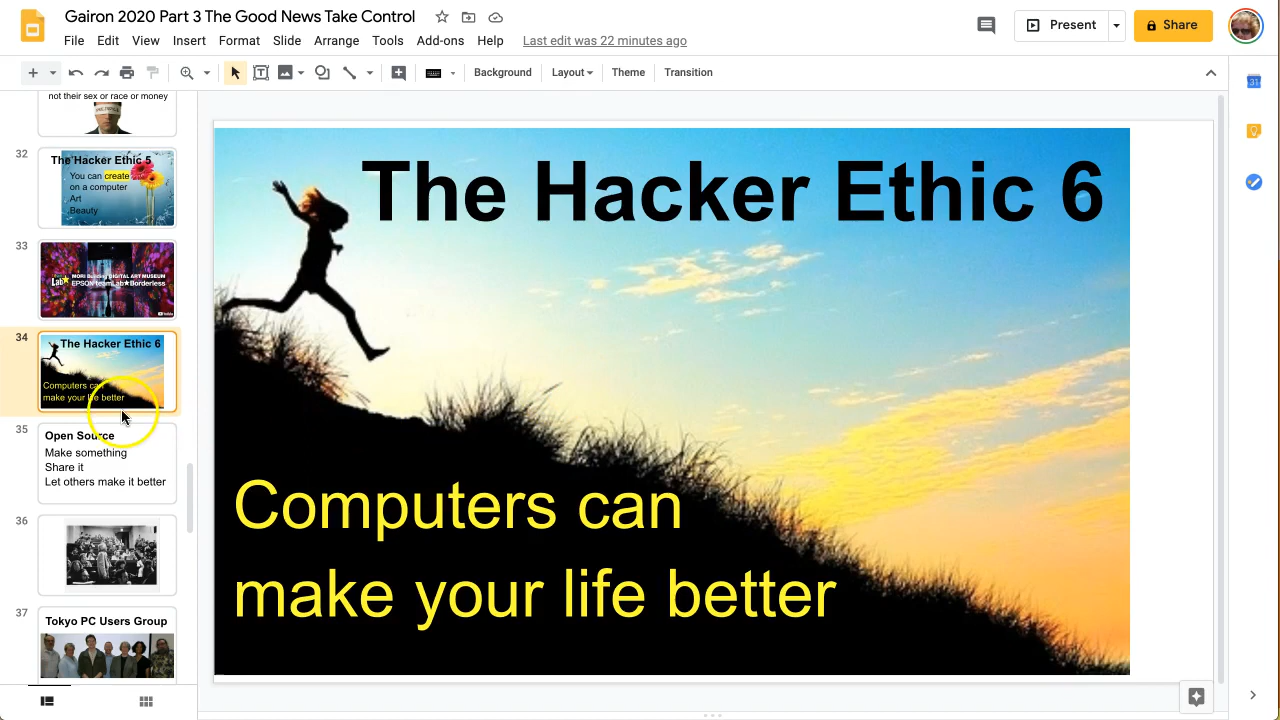 Gairon 2020 Part 3 The Good News Take Control
File Edit View Insert Format Slide Arrange Tools Add-ons Help Last edit was 22 minutes ago
Present
Share
Background Layout Theme Transition
31
not their sex or race or money
32
The Hacker Ethic 5
You can create
on a computer
Art
Beauty
33
MORI Building DIGITAL ART MUSEUM
EPSON teamLab★Borderless
34
The Hacker Ethic 6
Computers can
make your life better
35
Open Source
Make something
Share it
Let others make it better
36
37
Tokyo PC Users Group
The Hacker Ethic 6
Computers can
make your life better